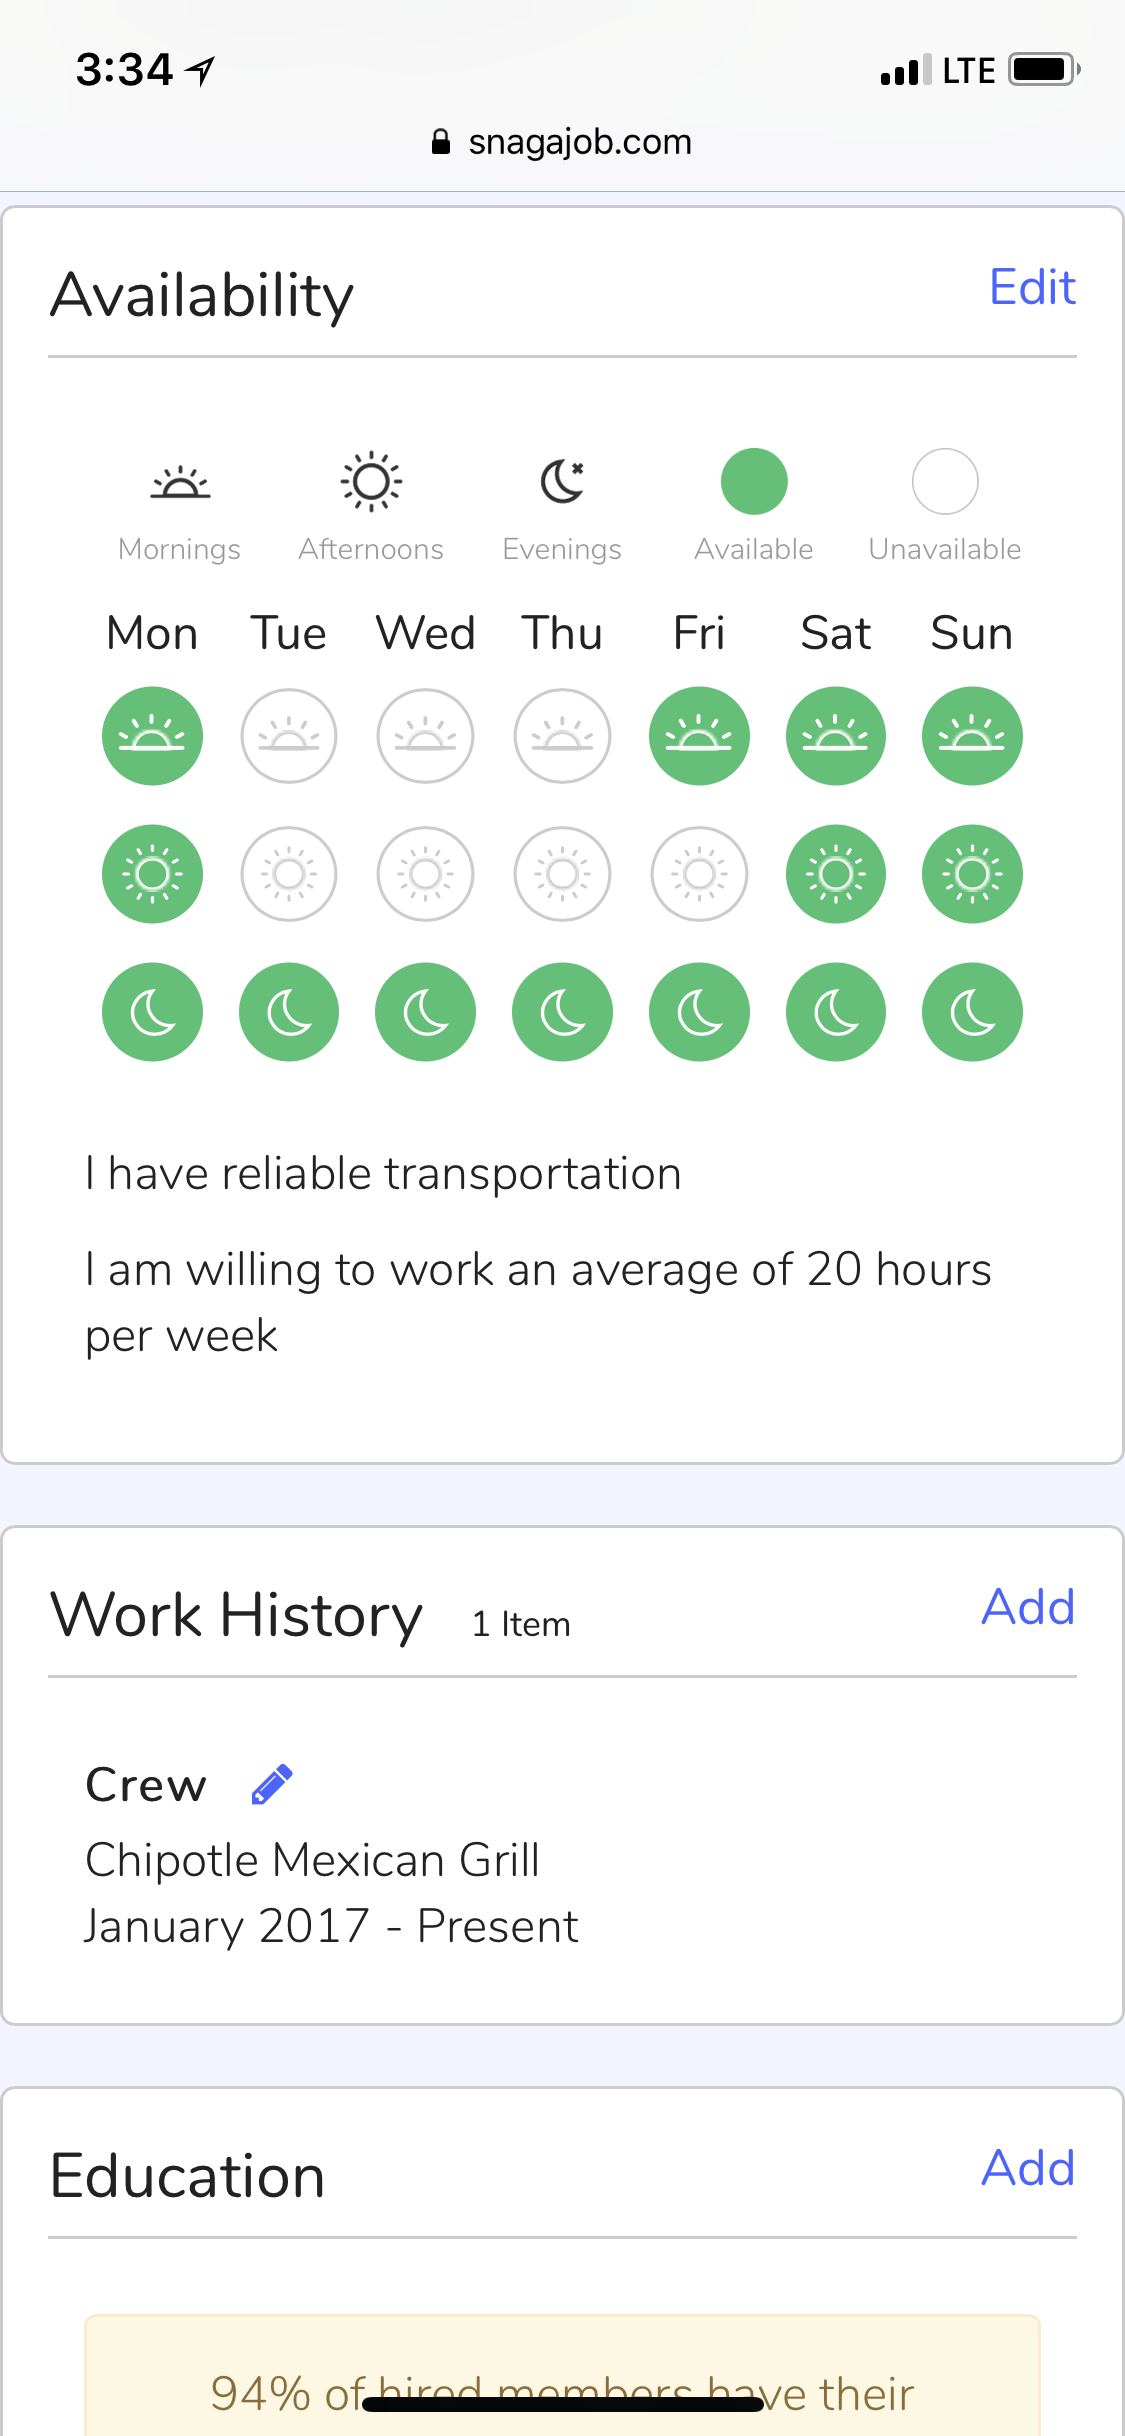 3:34 LTE
snagajob.com
Availability Edit
Mornings Afternoons Evenings Available Unavailable
Mon Tue Wed Thu Fri Sat Sun
I have reliable transportation
I am willing to work an average of 20 hours
per week
Work History 1 Item Add
Crew
Chipotle Mexican Grill
January 2017 - Present
Education Add
94% of hired members have their